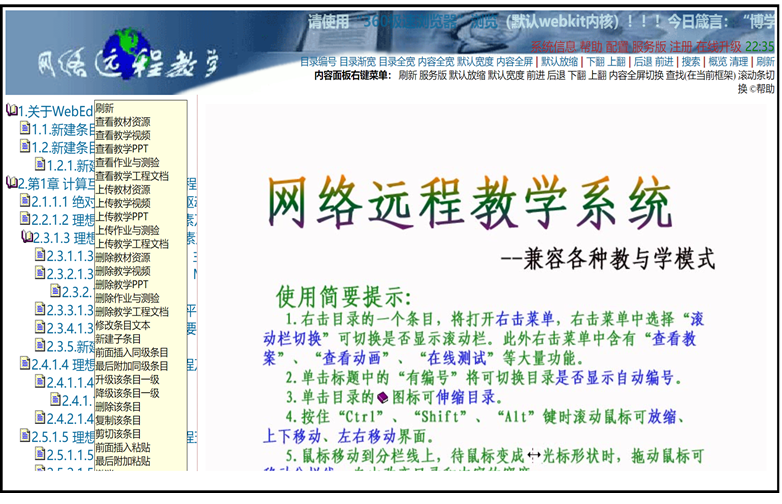 请使用 360极速浏览器 浏览 (默认webkit内核) ！！！ 今日箴言: “博学
网络远程教学
系统信息 帮助 配置 服务版 注册 在线升级 22:35
目录编号 目录渐宽 目录全宽 内容全宽 默认宽度 内容全屏 | 默认放缩 | 下翻 上翻 | 后退 前进 | 搜索 | 概览 清理 | 刷新
内容面板右键菜单: 刷新 服务版 默认放缩 默认宽度 前进 后退 下翻 上翻 内容全屏切换 查找(在当前框架) 滚动条切
换 ©帮助
1.关于WebEd
1.1.新建条目
1.2.新建条目
1.2.1.新建
2.第1章 计算
程
2.1.1.1 绝对
2.2.1.2 理想
2.3.1.3 理想
2.3.1.1.3
2.3.2.1.3
2.3.2.
2.3.3.1.3
平
2.3.4.1.3
要
2.3.5.新建
2.4.1.4 理想
2.4.1.1.4
2.4.1.
2.4.2.1.4
2.5.1.5 理想
2.5.1.1.5
刷新
查看教材资源
查看教学视频
查看教学PPT
查看作业与测验
查看教学工程文档
上传教材资源
上传教学视频
上传教学PPT
上传作业与测验
上传教学工程文档
删除教材资源
删除教学视频
删除教学PPT
删除作业与测验
删除教学工程文档
修改条目文本
新建子条目
前面插入同级条目
最后附加同级条目
升级该条目一级
降级该条目一级
删除该条目
复制该条目
剪切该条目
前面插入粘贴
最后附加粘贴
网络远程教学系统
--兼容各种教与学模式
使用简要提示:
1. 右击目录的一个条目，将打开右击菜单，右击菜单中选择“滚
动栏切换”可切换是否显示滚动栏。此外右击菜单中含有“查看教
案”、“查看动画”、“在线测试”等大量功能。
2. 单击标题中的“有编号”将可切换目录是否显示自动编号。
3. 单击目录的图标可伸缩目录。
4. 按住“Ctrl”、“Shift”、“Alt”键时滚动鼠标可放缩、
上下移动、左右移动界面。
5. 鼠标移动到分栏线上，待鼠标变成光标形状时，拖动鼠标可